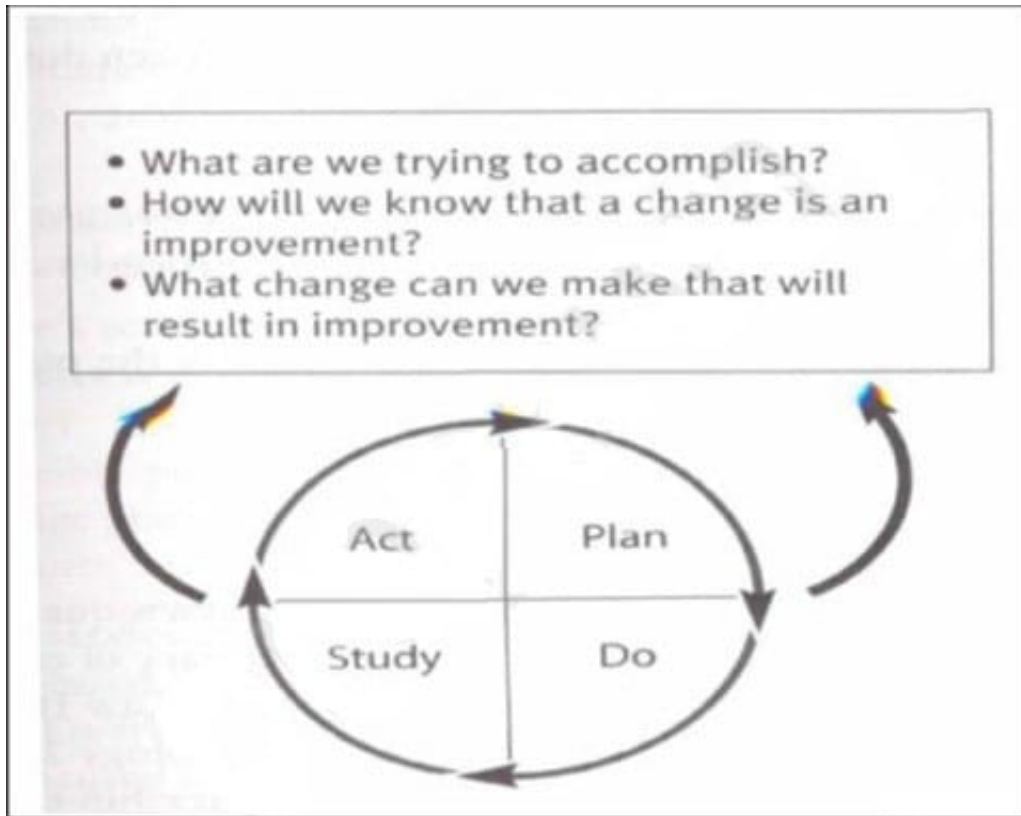 • What are we trying to accomplish?
• How will we know that a change is an
improvement?
• What change can we make that will
result in improvement?
Act
Plan
Study
Do